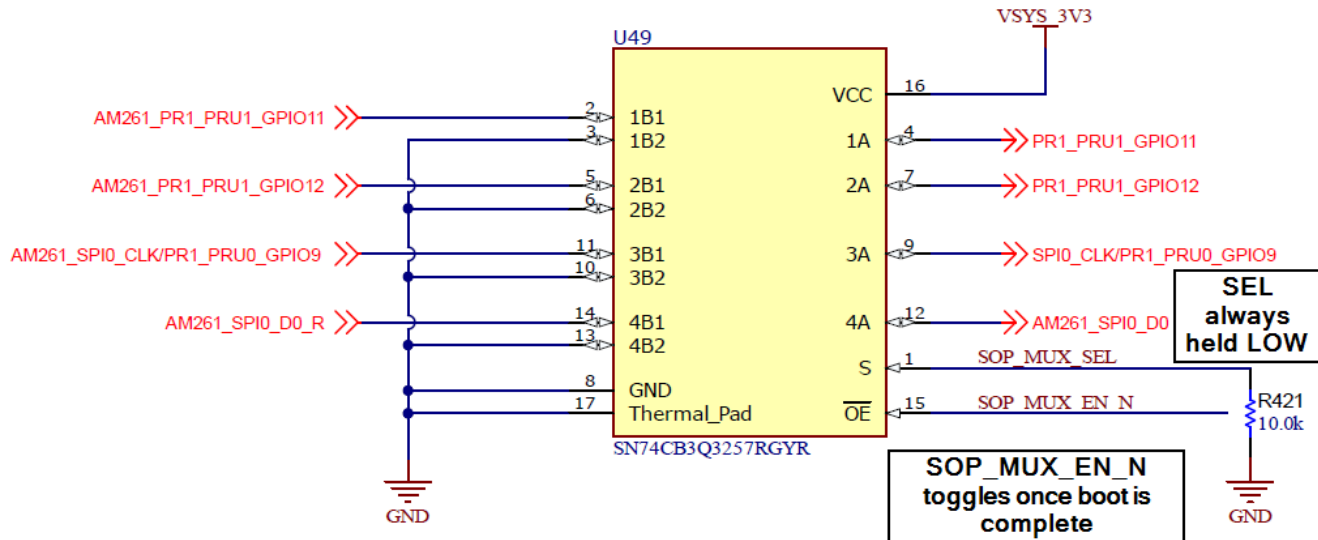 VSYS_3V3
U49
VCC 16
AM261_PR1_PRU1_GPIO11 2 1B1
3 1B2
1A 4 PR1_PRU1_GPIO11
AM261_PR1_PRU1_GPIO12 5 2B1
6 2B2
2A 7 PR1_PRU1_GPIO12
AM261_SPI0_CLK/PR1_PRU0_GPIO9 11 3B1
10 3B2
3A 9 SPI0_CLK/PR1_PRU0_GPIO9
AM261_SPI0_D0_R 14 4B1
13 4B2
4A 12 AM261_SPI0_D0
SEL
always
held LOW
S 1 SOP_MUX_SEL
8 GND
17 Thermal_Pad
OE 15 SOP_MUX_EN_N
R421
10.0k
SN74CB3Q3257RGYR
SOP_MUX_EN_N
toggles once boot is
complete
GND
GND